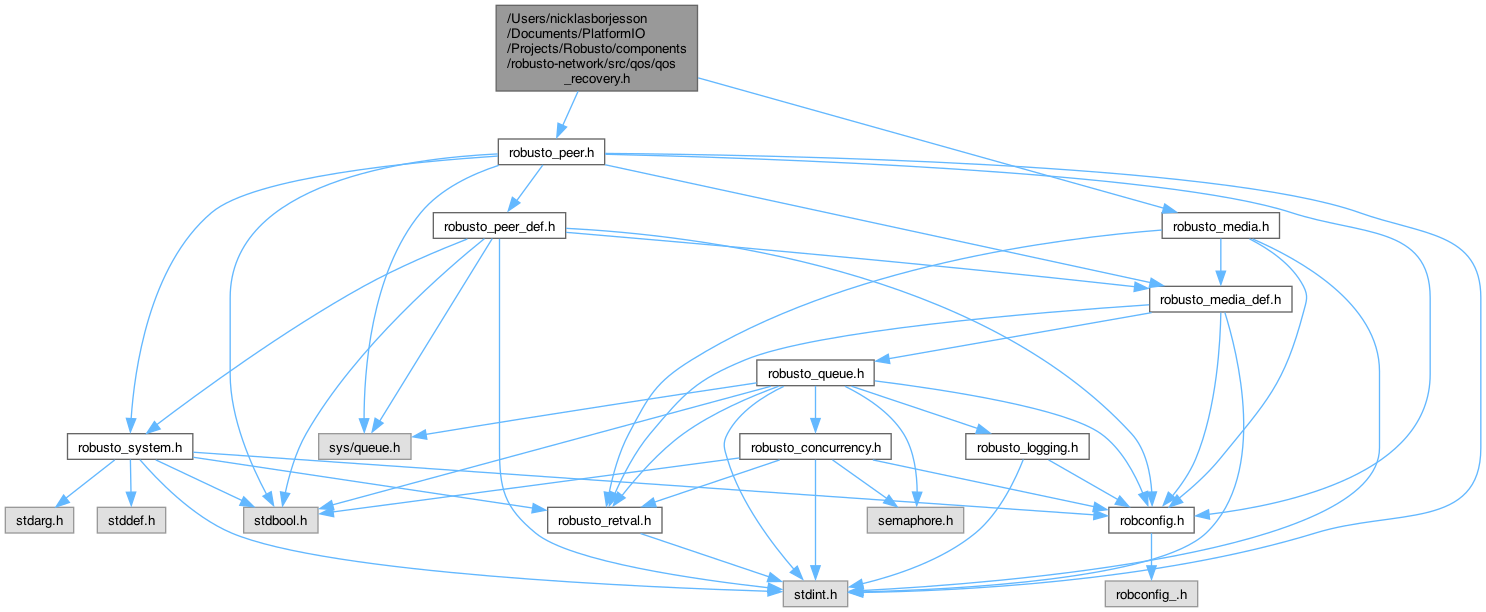 /Users/nicklasborjesson
/Documents/PlatformIO
/Projects/Robusto/components
/robusto-network/src/qos/qos
_recovery.h
robusto_peer.h
robusto_peer_def.h
robusto_media.h
robusto_media_def.h
robusto_queue.h
robusto_system.h
sys/queue.h
robusto_concurrency.h
robusto_logging.h
stdarg.h
stddef.h
stdbool.h
robusto_retval.h
semaphore.h
robconfig.h
stdint.h
robconfig_.h